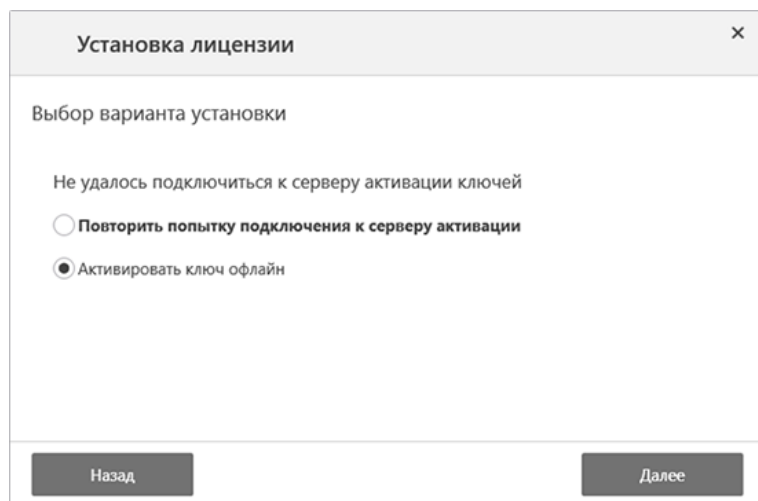 Установка лицензии
Выбор варианта установки
Не удалось подключиться к серверу активации ключей
Повторить попытку подключения к серверу активации
Активировать ключ офлайн
Назад
Далее